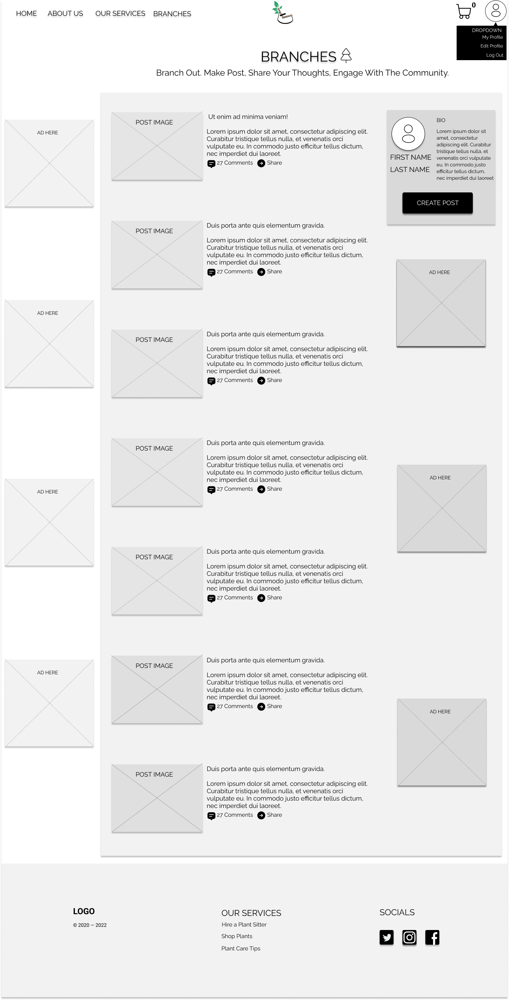 HOME
ABOUT US
OUR SERVICES
BRANCHES
0
DROPDOWN
My Profile
Edit Profile
Log Out
BRANCHES
Branch Out. Make Post, Share Your Thoughts, Engage With The Community.
AD HERE
AD HERE
AD HERE
AD HERE
POST IMAGE
Ut enim ad minima veniam!
Lorem ipsum dolor sit amet, consectetur adipiscing elit.
Curabitur tristique tellus nulla, et venenatis orci
vulputate eu. In commodo justo efficitur tellus dictum,
nec imperdiet dui laoreet.
27 Comments
Share
POST IMAGE
Duis porta ante quis elementum gravida.
Lorem ipsum dolor sit amet, consectetur adipiscing elit.
Curabitur tristique tellus nulla, et venenatis orci
vulputate eu. In commodo justo efficitur tellus dictum,
nec imperdiet dui laoreet.
27 Comments
Share
POST IMAGE
Duis porta ante quis elementum gravida.
Lorem ipsum dolor sit amet, consectetur adipiscing elit.
Curabitur tristique tellus nulla, et venenatis orci
vulputate eu. In commodo justo efficitur tellus dictum,
nec imperdiet dui laoreet.
27 Comments
Share
POST IMAGE
Duis porta ante quis elementum gravida.
Lorem ipsum dolor sit amet, consectetur adipiscing elit.
Curabitur tristique tellus nulla, et venenatis orci
vulputate eu. In commodo justo efficitur tellus dictum,
nec imperdiet dui laoreet.
27 Comments
Share
POST IMAGE
Duis porta ante quis elementum gravida.
Lorem ipsum dolor sit amet, consectetur adipiscing elit.
Curabitur tristique tellus nulla, et venenatis orci
vulputate eu. In commodo justo efficitur tellus dictum,
nec imperdiet dui laoreet.
27 Comments
Share
POST IMAGE
Duis porta ante quis elementum gravida.
Lorem ipsum dolor sit amet, consectetur adipiscing elit.
Curabitur tristique tellus nulla, et venenatis orci
vulputate eu. In commodo justo efficitur tellus dictum,
nec imperdiet dui laoreet.
27 Comments
Share
POST IMAGE
Duis porta ante quis elementum gravida.
Lorem ipsum dolor sit amet, consectetur adipiscing elit.
Curabitur tristique tellus nulla, et venenatis orci
vulputate eu. In commodo justo efficitur tellus dictum,
nec imperdiet dui laoreet.
27 Comments
Share
FIRST NAME
LAST NAME
BIO
Lorem ipsum dolor sit
amet, consectetur
adipiscing elit. Curabitur
tristique tellus nulla, et
venenatis orci vulputate
eu. In commodo justo
efficitur tellus dictum,
nec imperdiet dui laoreet
CREATE POST
AD HERE
AD HERE
AD HERE
LOGO
© 2020 — 2022
OUR SERVICES
Hire a Plant Sitter
Shop Plants
Plant Care Tips
SOCIALS